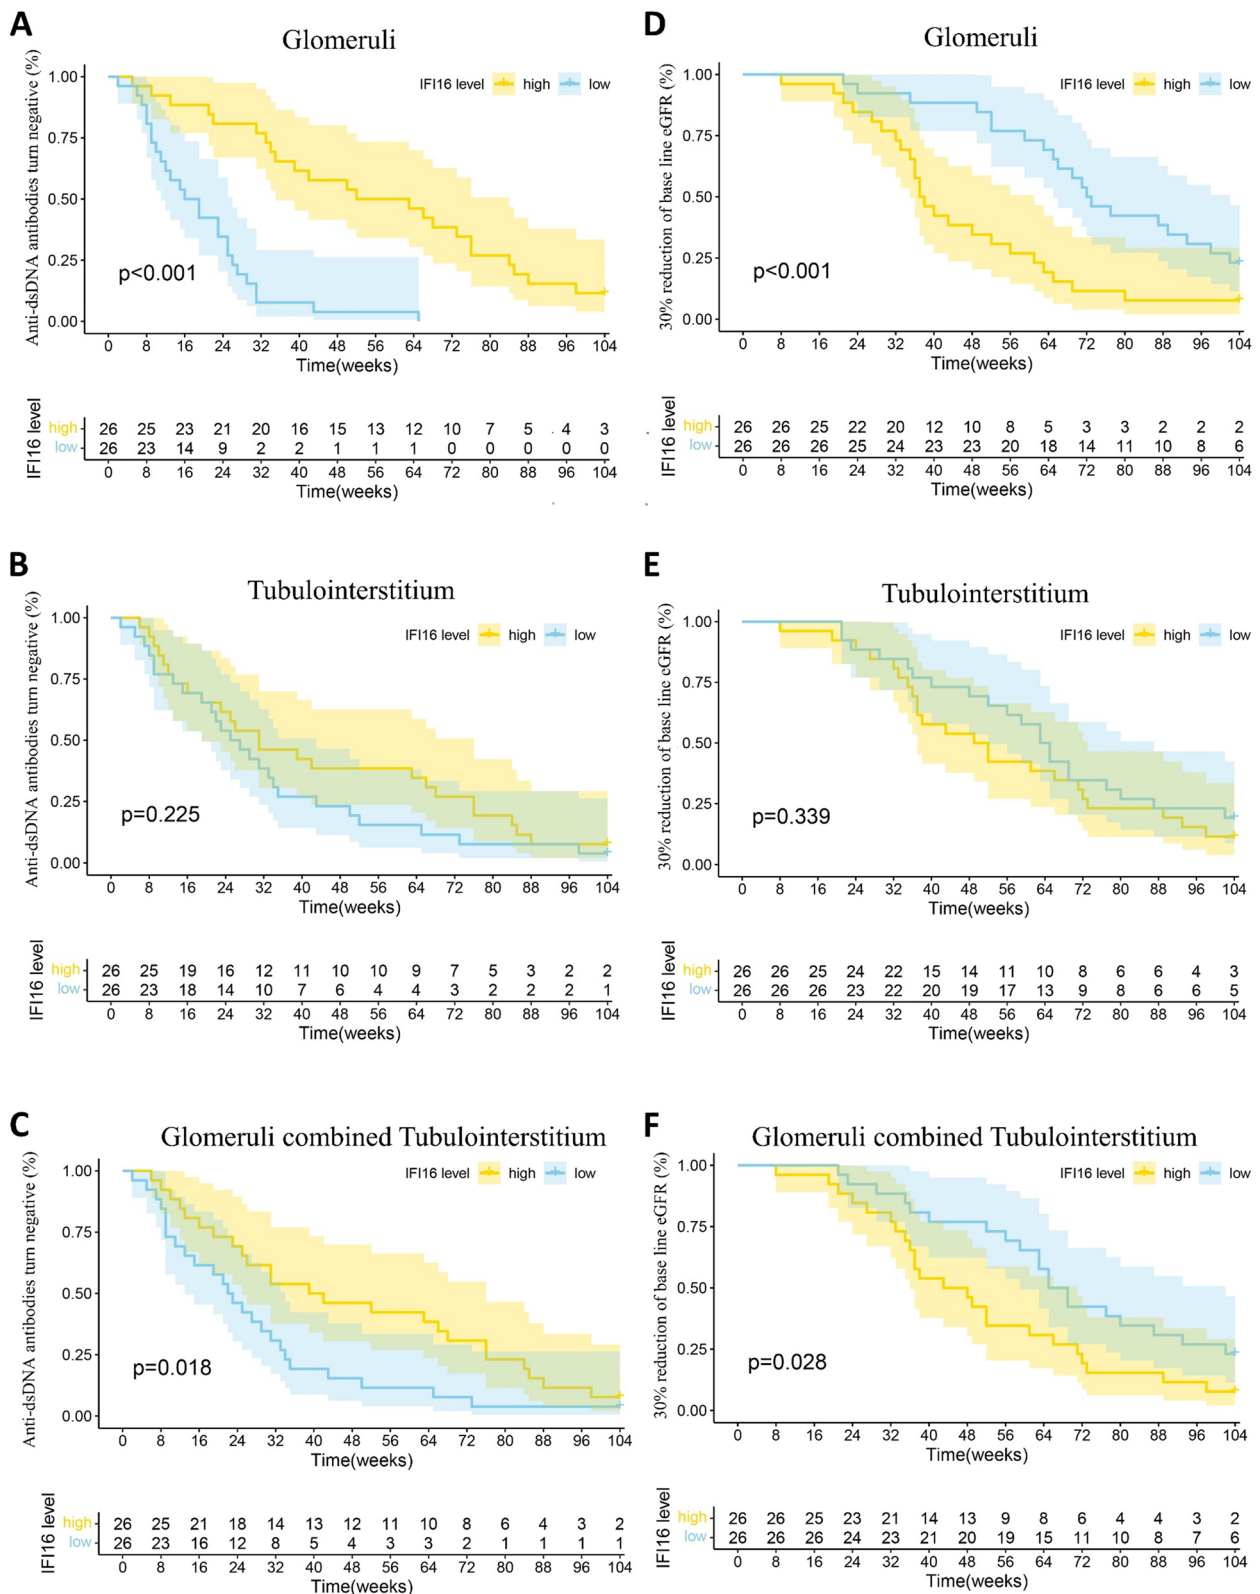 A
Glomeruli
Anti-dsDNA antibodies turn negative (%)
IFI16 level high low
1.00
0.75
0.50
0.25
0.00
p<0.001
0 8 16 24 32 40 48 56 64 72 80 88 96 104
Time(weeks)
IFI16 level
high 26 25 23 21 20 16 15 13 12 10 7 5 4 3
low 26 23 14 9 2 2 1 1 1 0 0 0 0 0
0 8 16 24 32 40 48 56 64 72 80 88 96 104
Time(weeks)
D
Glomeruli
30% reduction of base line eGFR (%)
IFI16 level high low
1.00
0.75
0.50
0.25
0.00
p<0.001
0 8 16 24 32 40 48 56 64 72 80 88 96 104
Time(weeks)
IFI16 level
high 26 26 25 22 20 12 10 8 5 3 3 2 2 2
low 26 26 26 25 24 23 23 20 18 14 11 10 8 6
0 8 16 24 32 40 48 56 64 72 80 88 96 104
Time(weeks)
B
Tubulointerstitium
Anti-dsDNA antibodies turn negative (%)
IFI16 level high low
1.00
0.75
0.50
0.25
0.00
p=0.225
0 8 16 24 32 40 48 56 64 72 80 88 96 104
Time(weeks)
IFI16 level
high 26 25 19 16 12 11 10 10 9 7 5 3 2 2
low 26 23 18 14 10 7 6 4 4 3 2 2 2 1
0 8 16 24 32 40 48 56 64 72 80 88 96 104
Time(weeks)
E
Tubulointerstitium
30% reduction of base line eGFR (%)
IFI16 level high low
1.00
0.75
0.50
0.25
0.00
p=0.339
0 8 16 24 32 40 48 56 64 72 80 88 96 104
Time(weeks)
IFI16 level
high 26 26 25 24 22 15 14 11 10 8 6 6 4 3
low 26 26 26 23 22 20 19 17 13 9 8 6 6 5
0 8 16 24 32 40 48 56 64 72 80 88 96 104
Time(weeks)
C
Glomeruli combined Tubulointerstitium
Anti-dsDNA antibodies turn negative (%)
IFI16 level high low
1.00
0.75
0.50
0.25
0.00
p=0.018
0 8 16 24 32 40 48 56 64 72 80 88 96 104
Time(weeks)
IFI16 level
high 26 25 21 18 14 13 12 11 10 8 6 4 3 2
low 26 23 16 12 8 5 4 3 3 2 1 1 1 1
0 8 16 24 32 40 48 56 64 72 80 88 96 104
Time(weeks)
F
Glomeruli combined Tubulointerstitium
30% reduction of base line eGFR (%)
IFI16 level high low
1.00
0.75
0.50
0.25
0.00
p=0.028
0 8 16 24 32 40 48 56 64 72 80 88 96 104
Time(weeks)
IFI16 level
high 26 26 25 23 21 14 13 9 8 6 4 4 3 2
low 26 26 26 24 23 21 20 19 15 11 10 8 7 6
0 8 16 24 32 40 48 56 64 72 80 88 96 104
Time(weeks)